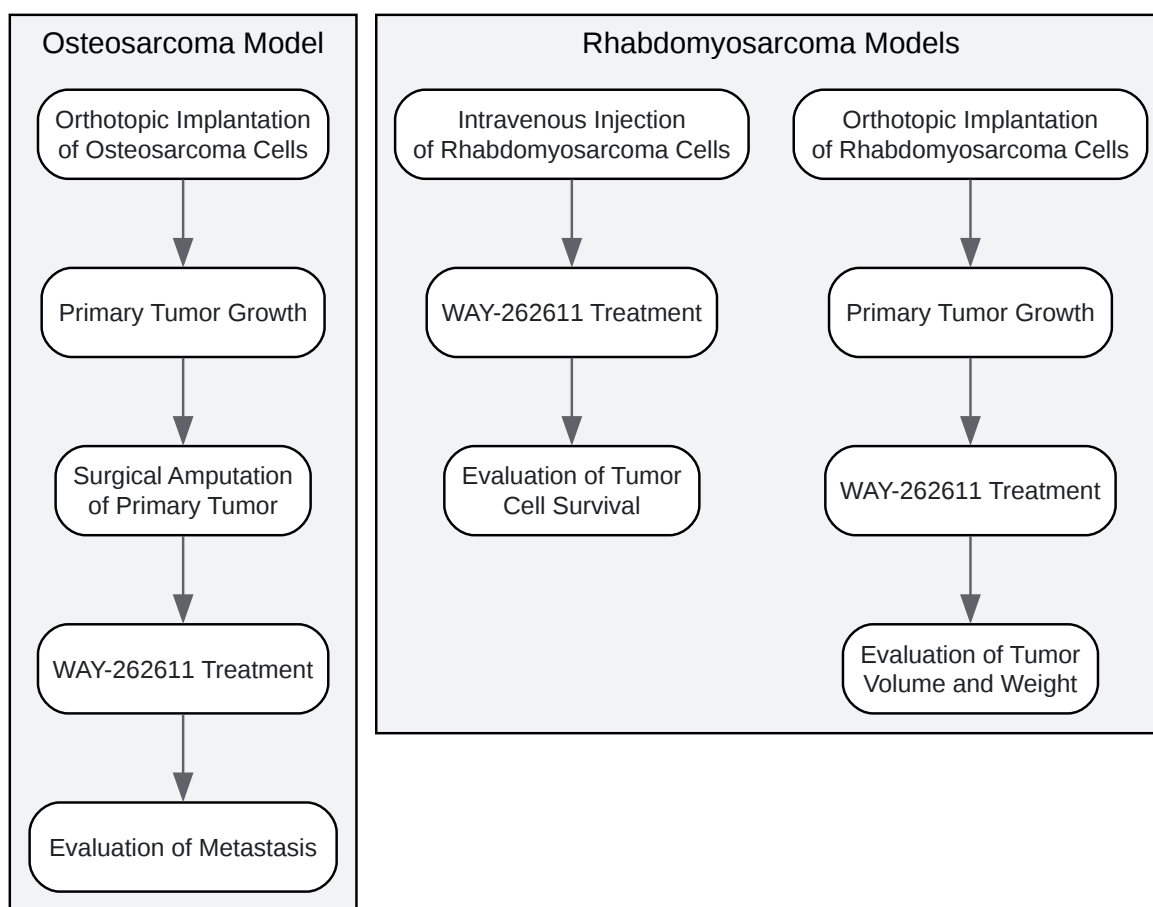 Osteosarcoma Model
Orthotopic Implantation
of Osteosarcoma Cells
Primary Tumor Growth
Surgical Amputation
of Primary Tumor
WAY-262611 Treatment
Evaluation of Metastasis
Rhabdomyosarcoma Models
Intravenous Injection
of Rhabdomyosarcoma Cells
WAY-262611 Treatment
Evaluation of Tumor
Cell Survival
Orthotopic Implantation
of Rhabdomyosarcoma Cells
Primary Tumor Growth
WAY-262611 Treatment
Evaluation of Tumor
Volume and Weight